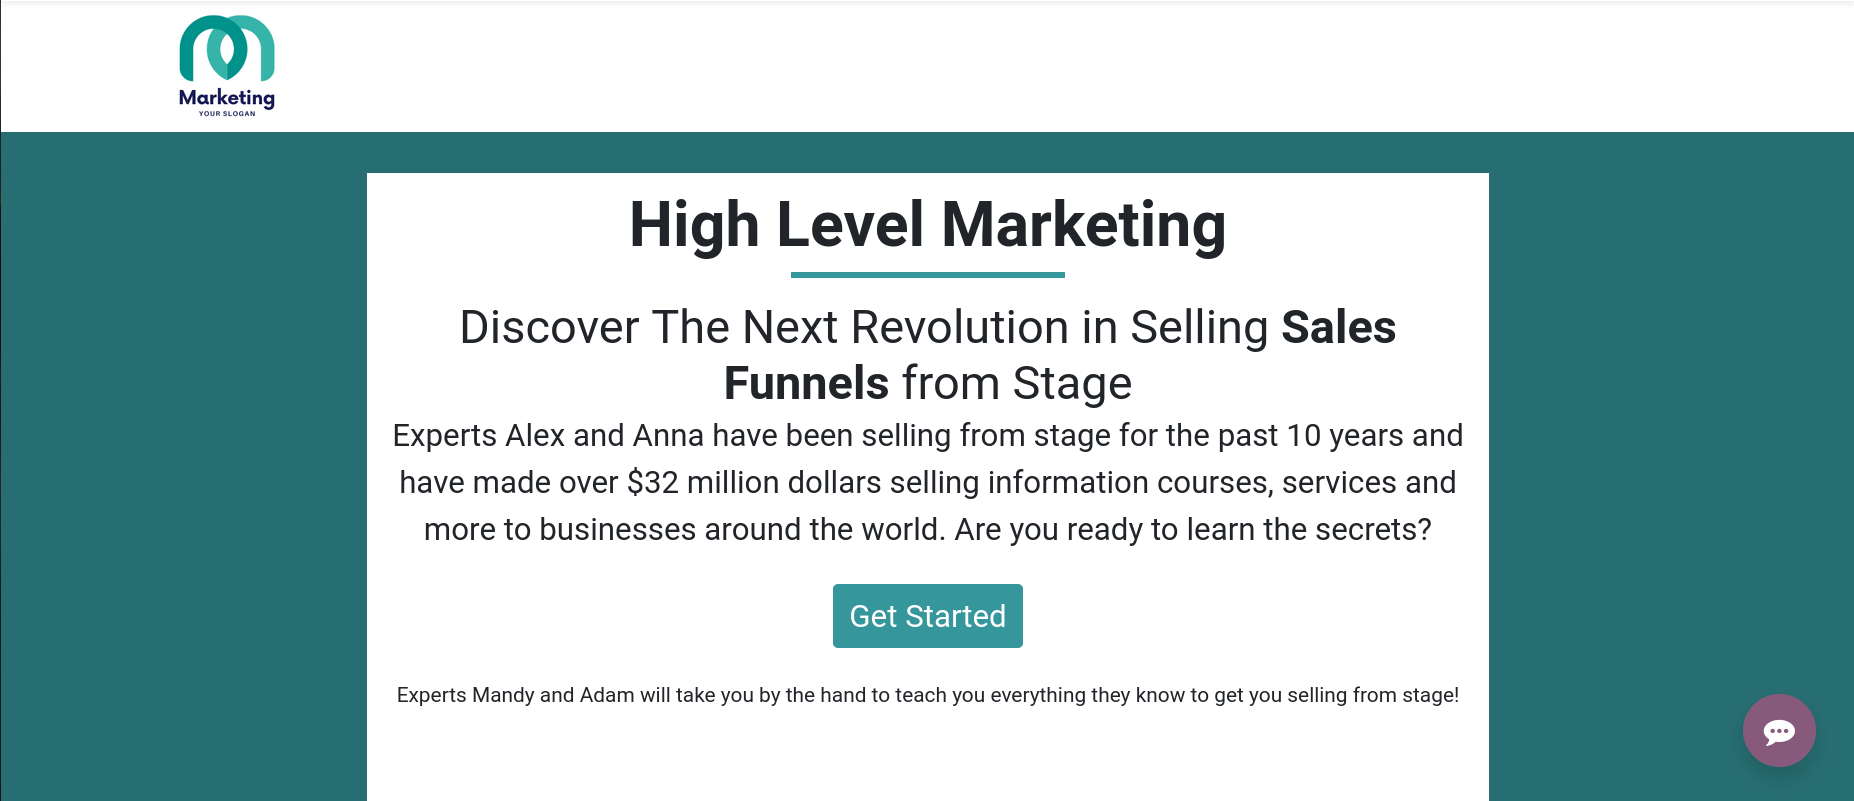 Marketing
YOUR SLOGAN
High Level Marketing
Discover The Next Revolution in Selling Sales
Funnels from Stage
Experts Alex and Anna have been selling from stage for the past 10 years and
have made over $32 million dollars selling information courses, services and
more to businesses around the world. Are you ready to learn the secrets?
Get Started
Experts Mandy and Adam will take you by the hand to teach you everything they know to get you selling from stage!